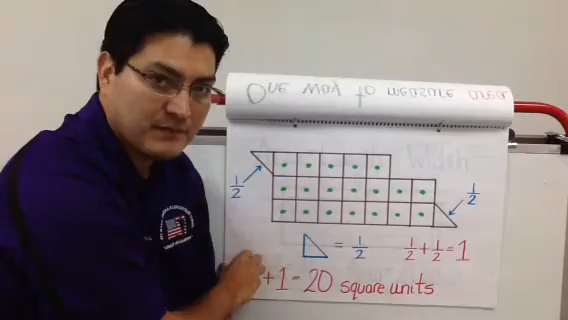 One way to measure area
1/2
1/2
= 1/2
1/2 + 1/2 = 1
+1=20 square units